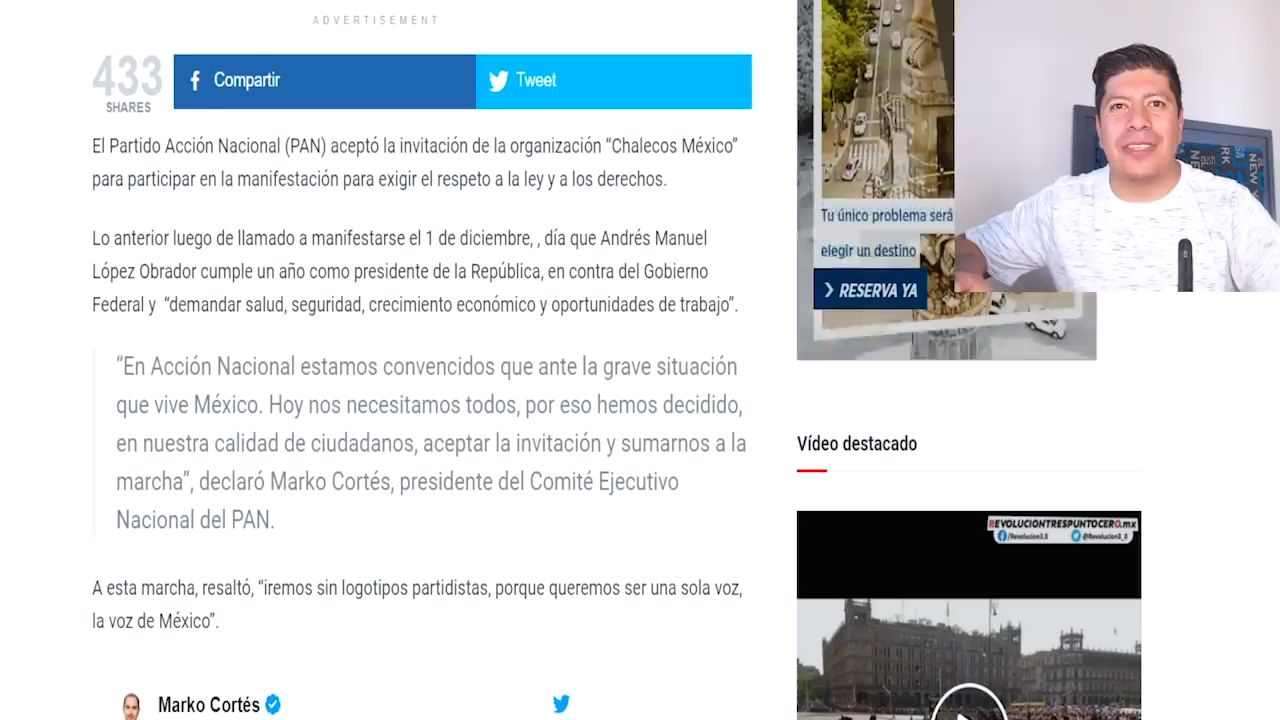 ADVERTISEMENT
433
SHARES
Compartir
Tweet
El Partido Acción Nacional (PAN) aceptó la invitación de la organización “Chalecos México”
para participar en la manifestación para exigir el respeto a la ley y a los derechos.
Lo anterior luego de llamado a manifestarse el 1 de diciembre, , día que Andrés Manuel
López Obrador cumple un año como presidente de la República, en contra del Gobierno
Federal y “demandar salud, seguridad, crecimiento económico y oportunidades de trabajo”.
“En Acción Nacional estamos convencidos que ante la grave situación
que vive México. Hoy nos necesitamos todos, por eso hemos decidido,
en nuestra calidad de ciudadanos, aceptar la invitación y sumarnos a la
marcha”, declaró Marko Cortés, presidente del Comité Ejecutivo
Nacional del PAN.
A esta marcha, resaltó, “iremos sin logotipos partidistas, porque queremos ser una sola voz,
la voz de México”.
Marko Cortés
Tu único problema será
elegir un destino
❯ RESERVA YA
Vídeo destacado
REVOLUCIONTRESPUNTOCERO.mx
/Revolucion3.0
@Revolucion3_0
push
NEW